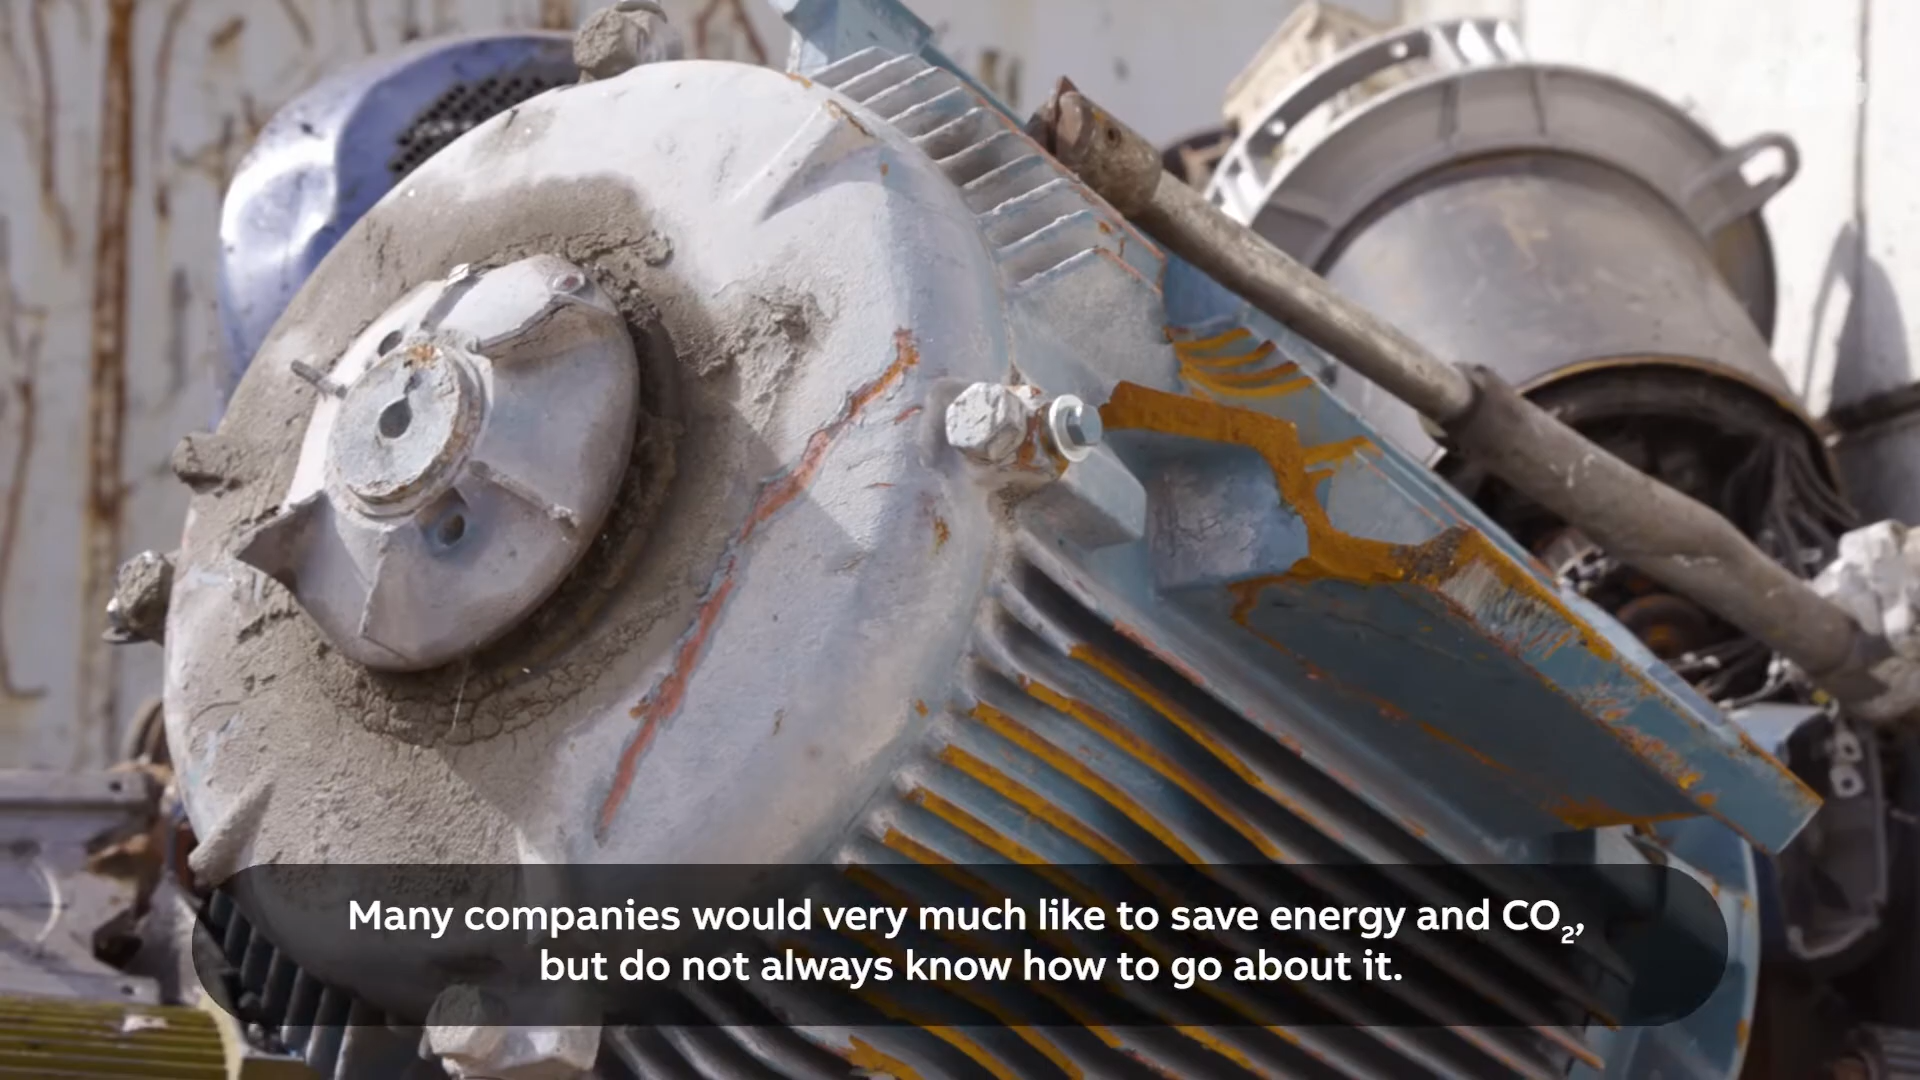 Many companies would very much like to save energy and CO₂,
but do not always know how to go about it.